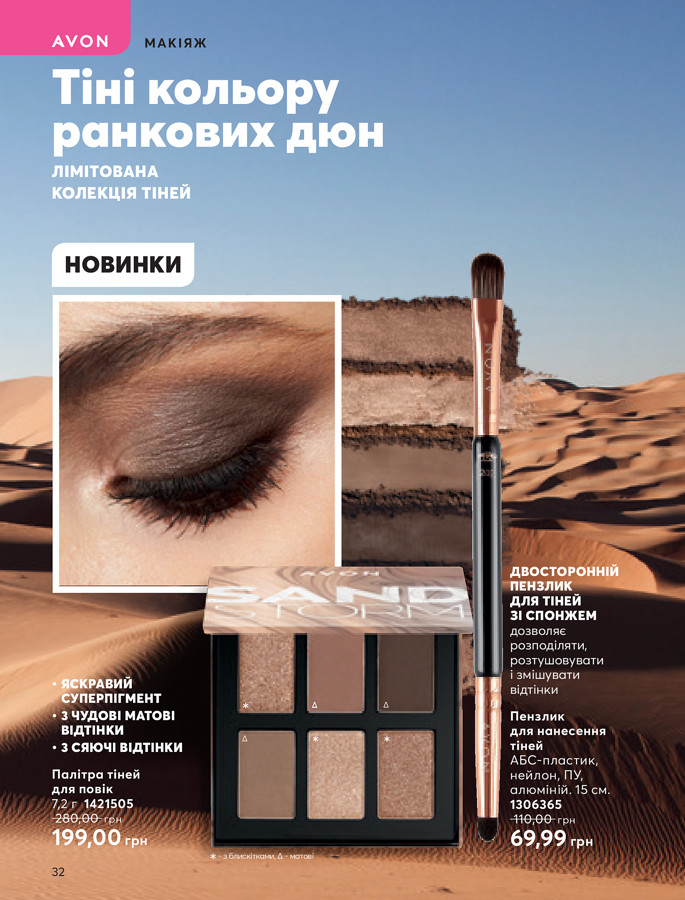 AVON
МАКІЯЖ
Тіні кольору
ранкових дюн
ЛІМІТОВАНА
КОЛЕКЦІЯ ТІНЕЙ
НОВИНКИ
AVON
AVON
SAND
STORM
ДВОСТОРОННІЙ
ПЕНЗЛИК
ДЛЯ ТІНЕЙ
ЗІ СПОНЖЕМ
дозволяє
розподіляти,
розтушовувати
і змішувати
відтінки
• ЯСКРАВИЙ
СУПЕРПІГМЕНТ
• 3 ЧУДОВІ МАТОВІ
ВІДТІНКИ
• 3 СЯЮЧІ ВІДТІНКИ
Палітра тіней
для повік
7,2 г 1421505
280,00 грн
199,00 грн
* Δ Δ
Δ * *
* - з блискітками, Δ - матові
AVON
Пензлик
для нанесення
тіней
АБС-пластик,
нейлон, ПУ,
алюміній. 15 см.
1306365
110,00 грн
69,99 грн
32